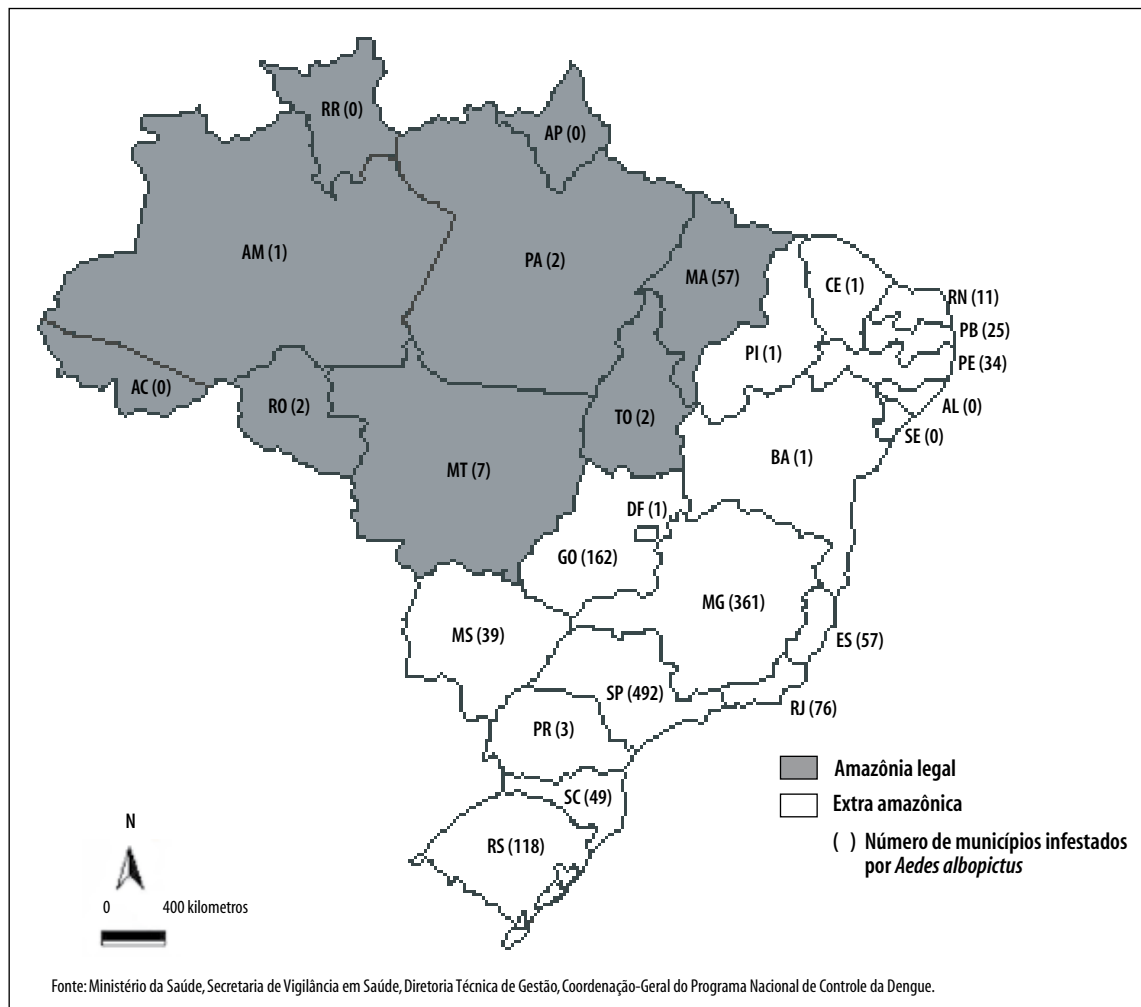 RR (0)
AP (0)
AM (1)
PA (2)
MA (57)
CE (1)
RN (11)
PB (25)
PI (1)
PE (34)
AC (0)
RO (2)
TO (2)
AL (0)
SE (0)
BA (1)
MT (7)
DF (1)
GO (162)
MG (361)
MS (39)
ES (57)
SP (492)
RJ (76)
PR (3)
Amazônia legal
SC (49)
Extra amazônica
N
RS (118)
( ) Número de municípios infestados
por Aedes albopictus
0 400 kilometros
Fonte: Ministério da Saúde, Secretaria de Vigilância em Saúde, Diretoria Técnica de Gestão, Coordenação-Geral do Programa Nacional de Controle da Dengue.